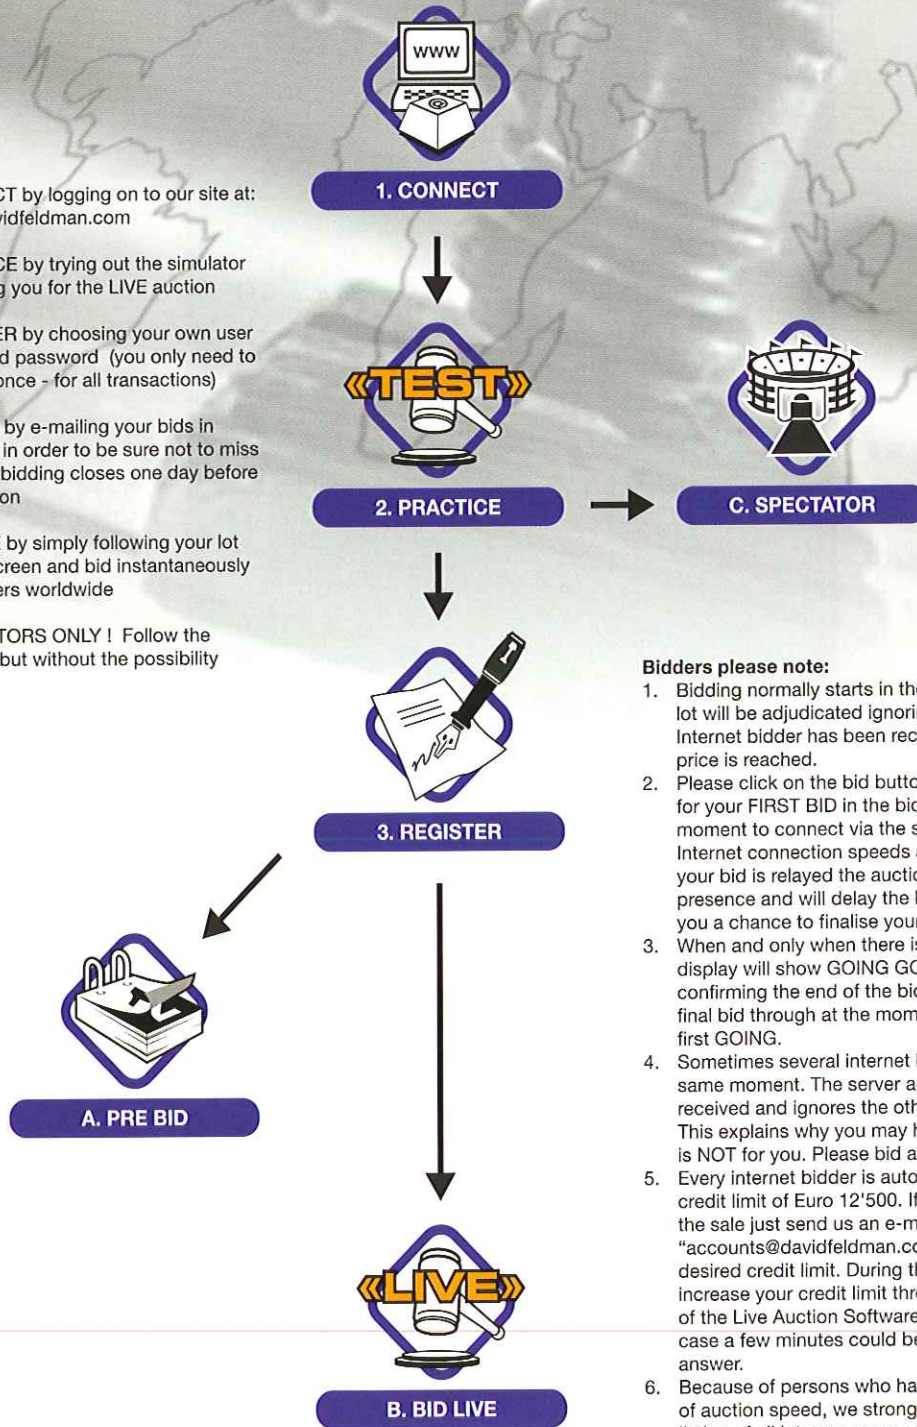 WWW
1. CONNECT
CT by logging on to our site at:
vidfeldman.com
CE by trying out the simulator
g you for the LIVE auction
ER by choosing your own user
d password (you only need to
once - for all transactions)
by e-mailing your bids in
in order to be sure not to miss
bidding closes one day before
on
E by simply following your lot
creen and bid instantaneously
ers worldwide
TORS ONLY ! Follow the
but without the possibility
«TEST»
2. PRACTICE
C. SPECTATOR
3. REGISTER
A. PRE BID
«LIVE»
B. BID LIVE
Bidders please note:
1. Bidding normally starts in the
lot will be adjudicated ignorin
Internet bidder has been rec
price is reached.
2. Please click on the bid butto
for your FIRST BID in the bid
moment to connect via the s
Internet connection speeds a
your bid is relayed the auctio
presence and will delay the
you a chance to finalise your
3. When and only when there is
display will show GOING GO
confirming the end of the bid
final bid through at the mom
first GOING.
4. Sometimes several internet
same moment. The server a
received and ignores the oth
This explains why you may h
is NOT for you. Please bid a
5. Every internet bidder is auto
credit limit of Euro 12'500. If
the sale just send us an e-m
"accounts@davidfeldman.co
desired credit limit. During th
increase your credit limit thr
of the Live Auction Software
case a few minutes could be
answer.
6. Because of persons who ha
of auction speed, we strong